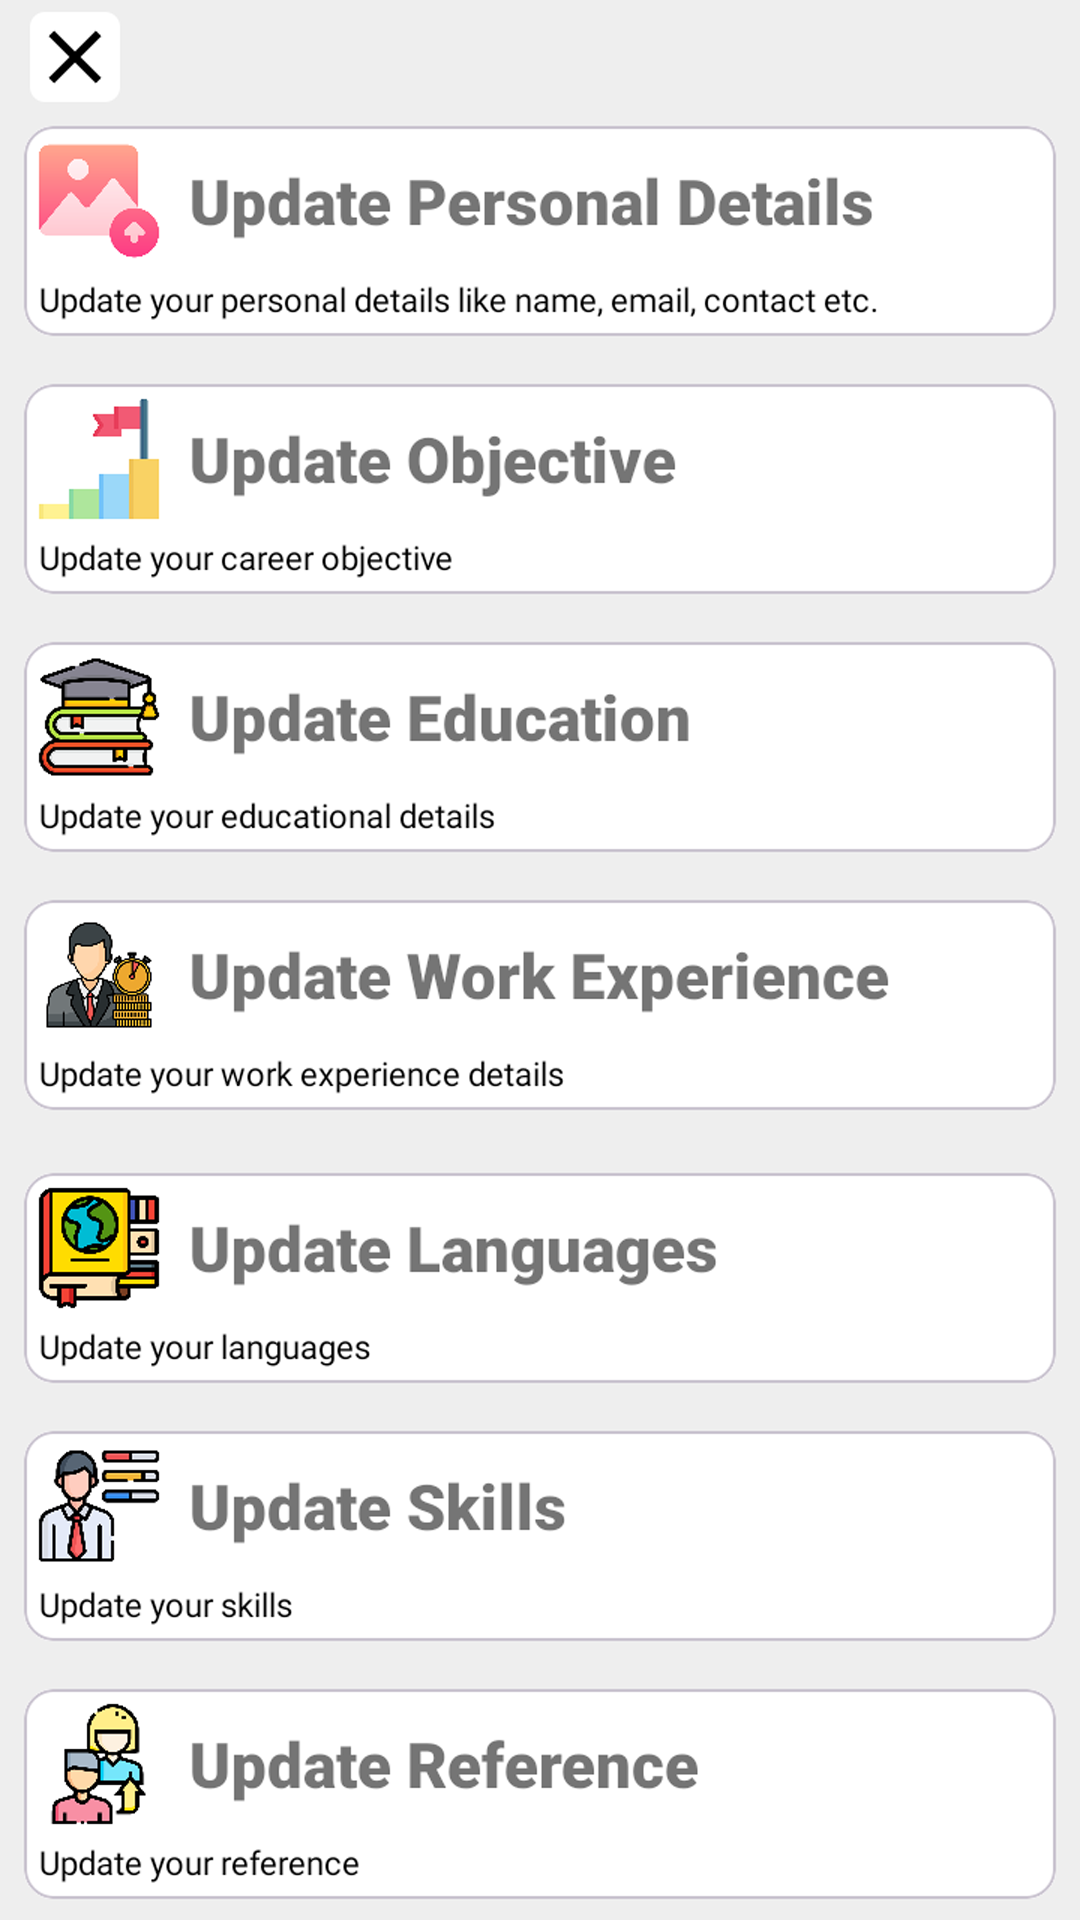 Update Personal Details
Update your personal details like name, email, contact etc.
Update Objective
Update your career objective
Update Education
Update your educational details
Update Work Experience
Update your work experience details
Update Languages
Update your languages
Update Skills
Update your skills
Update Reference
Update your reference